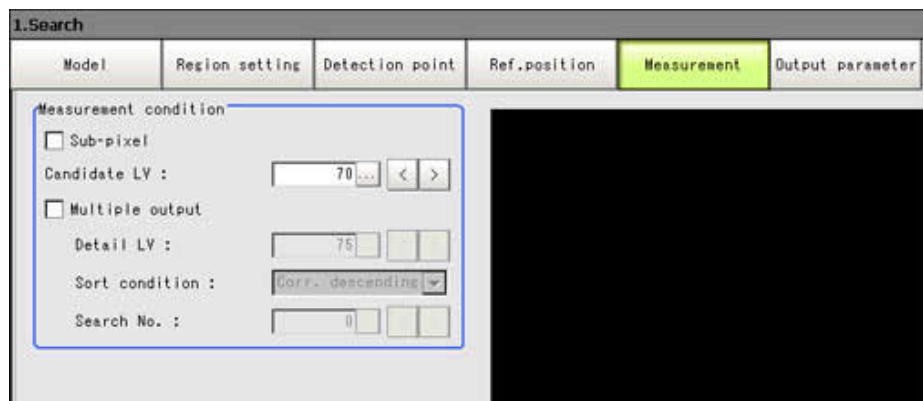 1.Search
Model Region setting Detection point Ref.position Measurement Output parameter
Measurement condition
Sub-pixel
Candidate LV : 70 ... < >
Multiple output
Detail LV : 75
Sort condition : Corr. descending
Search No. : 0